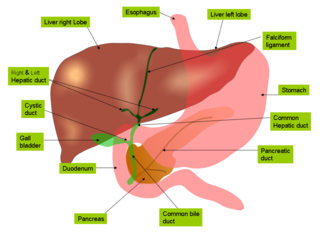 Esophagus
Liver left lobe
Liver right Lobe
Falciform
ligament
Right & Left
Hepatic duct
Stomach
Cystic
duct
Common
Hepatic duct
Gall
bladder
Pancreatic
duct
Duodenum
Pancreas
Common bile
duct